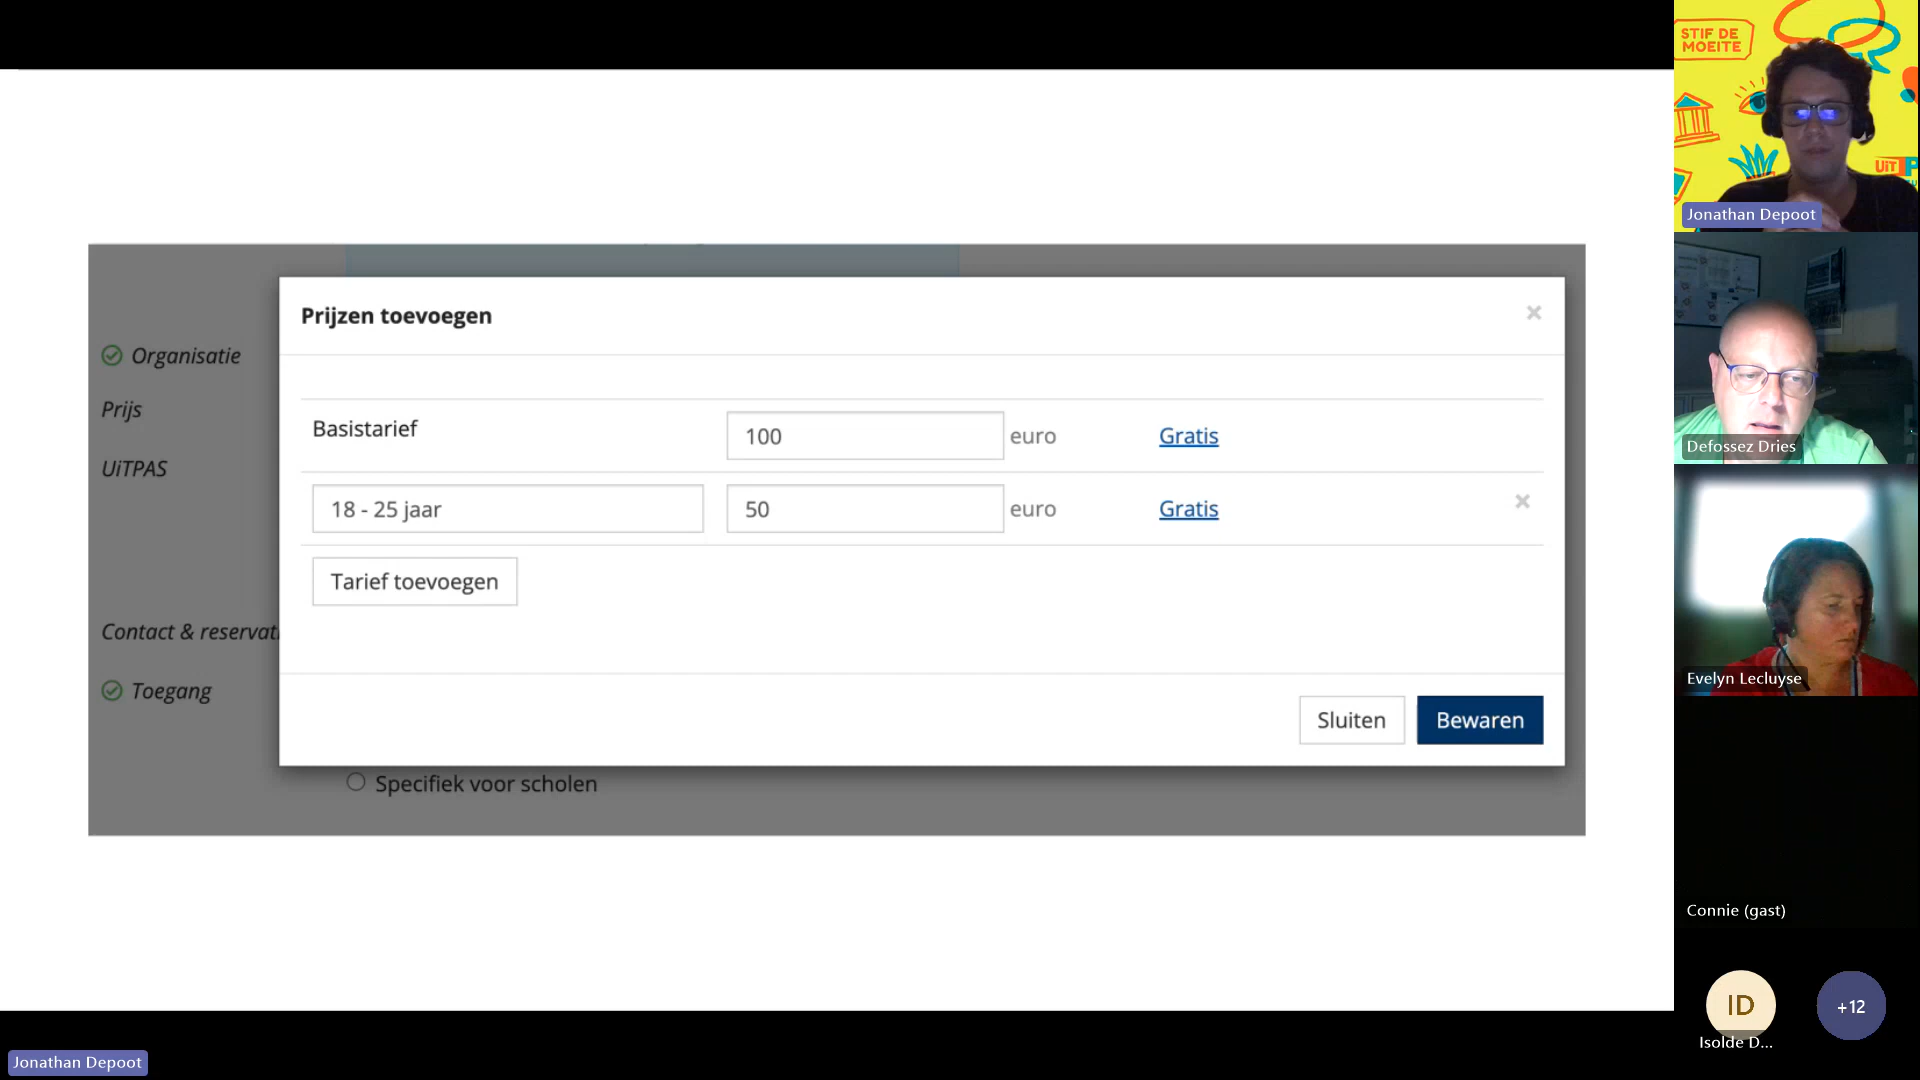 STIF DE
MOEITE
UiT
Jonathan Depoot
Prijzen toevoegen
Organisatie
Prijs
Basistarief
100
euro
Gratis
UiTPAS
18 - 25 jaar
50
euro
Gratis
Tarief toevoegen
Contact & reservati
Toegang
Sluiten
Bewaren
Specifiek voor scholen
Defossez Dries
Evelyn Lecluyse
Connie (gast)
ID
+12
Isolde D...
Jonathan Depoot